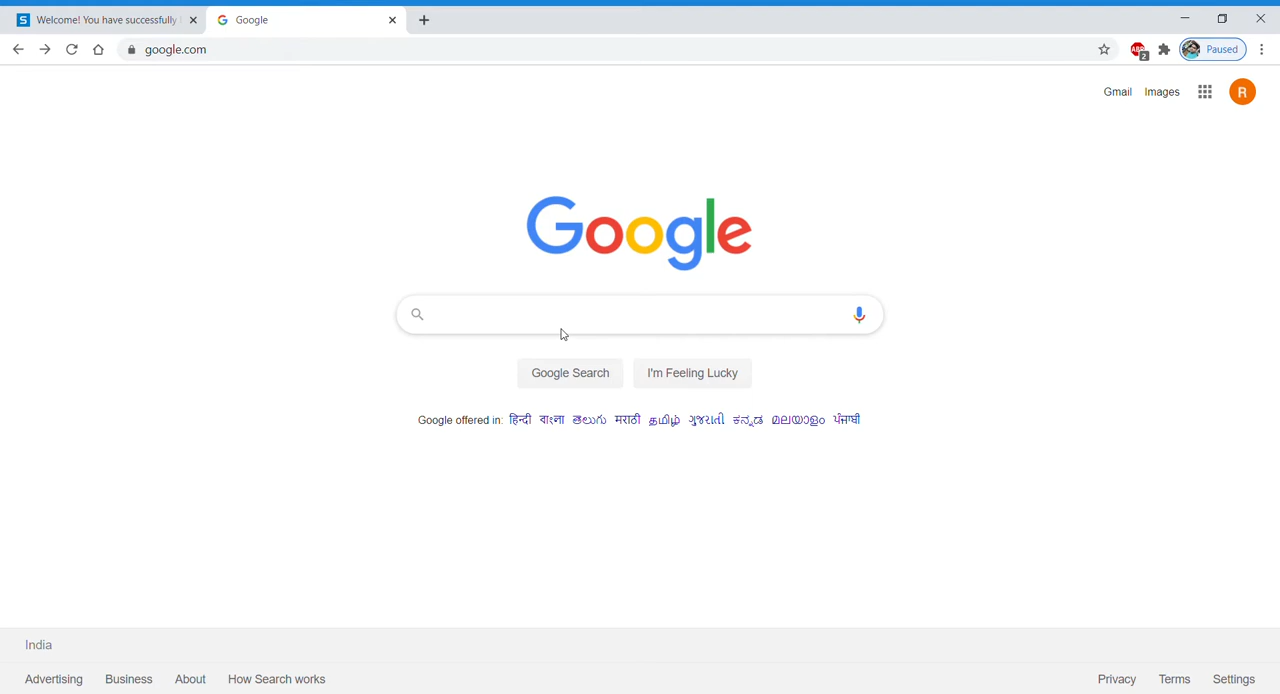 Welcome! You have successfully
Google
google.com
2
Paused
Gmail Images
R
Google
Google Search I'm Feeling Lucky
Google offered in: हिन्दी বাংলা తెలుగు मराठी தமிழ் ગુજરાતી ಕನ್ನಡ മലയാളം ਪੰਜਾਬੀ
India
Advertising Business About How Search works Privacy Terms Settings